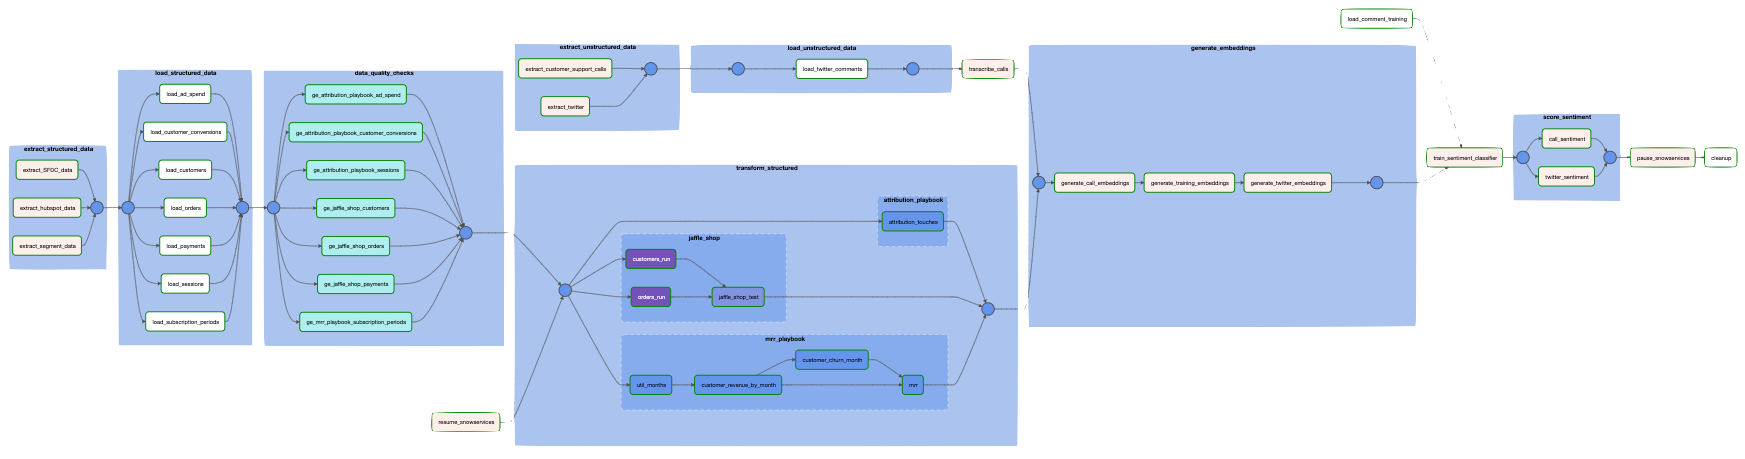 extract_structured_data
extract_SFDC_data
extract_hubspot_data
extract_segment_data
load_structured_data
load_ad_spend
load_customer_conversions
load_customers
load_orders
load_payments
load_sessions
load_subscription_periods
data_quality_checks
ge_attribution_playbook_ad_spend
ge_attribution_playbook_customer_conversions
ge_attribution_playbook_sessions
ge_jaffle_shop_customers
ge_jaffle_shop_orders
ge_jaffle_shop_payments
ge_mrr_playbook_subscription_periods
resume_snowservices
extract_unstructured_data
extract_customer_support_calls
extract_twitter
load_unstructured_data
load_twitter_comments
transcribe_calls
transform_structured
attribution_playbook
attribution_touches
jaffle_shop
customers_run
orders_run
jaffle_shop_test
mrr_playbook
customer_churn_month
util_months
customer_revenue_by_month
mrr
generate_embeddings
generate_call_embeddings
generate_training_embeddings
generate_twitter_embeddings
load_comment_training
train_sentiment_classifier
score_sentiment
call_sentiment
twitter_sentiment
pause_snowservices
cleanup